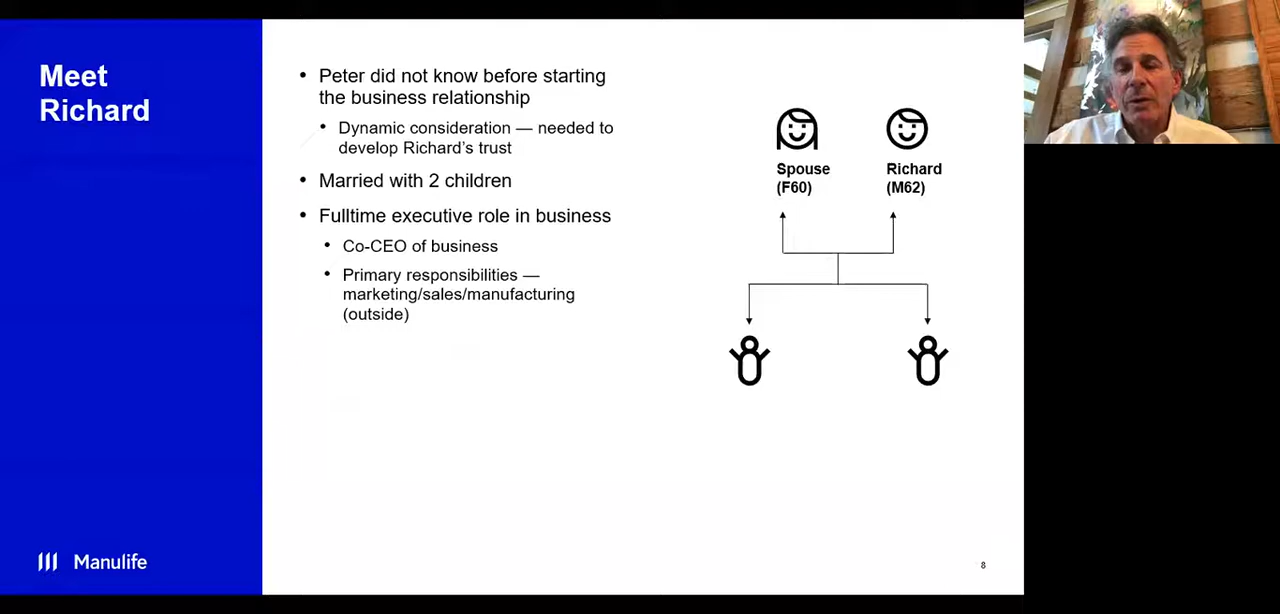 Meet
Richard
• Peter did not know before starting
the business relationship
• Dynamic consideration — needed to
develop Richard's trust
• Married with 2 children
• Fulltime executive role in business
• Co-CEO of business
• Primary responsibilities —
marketing/sales/manufacturing
(outside)
Spouse
(F60)
Richard
(M62)
Manulife
8